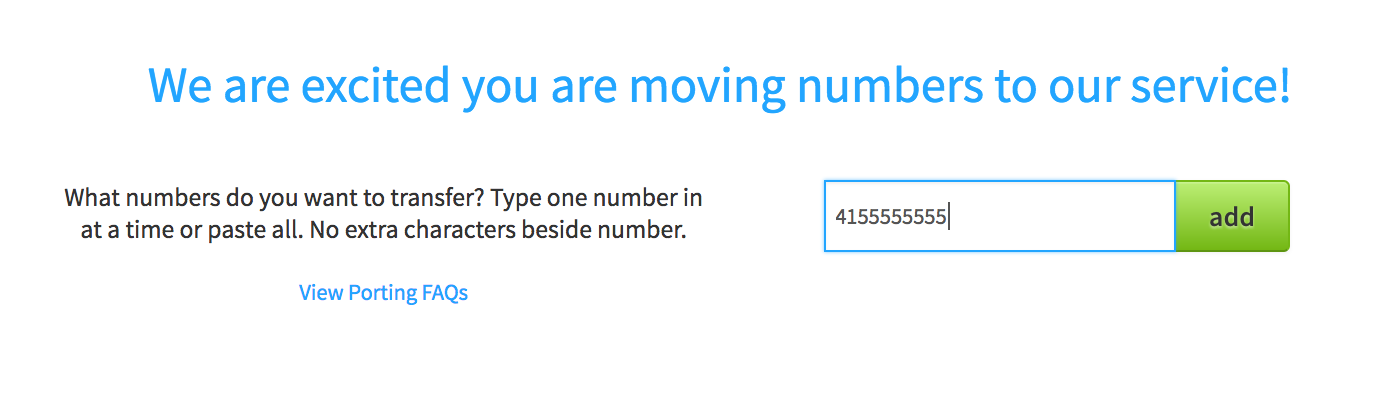 We are excited you are moving numbers to our service!
What numbers do you want to transfer? Type one number in
at a time or paste all. No extra characters beside number.
4155555555
add
View Porting FAQs